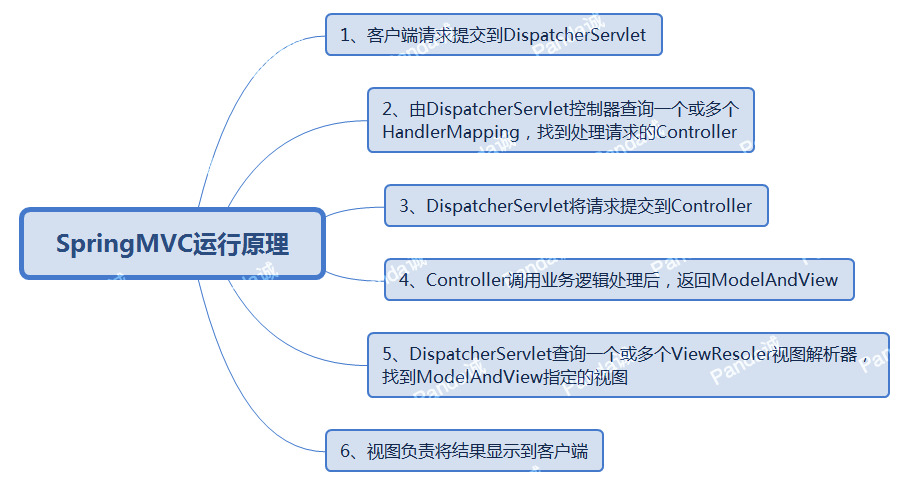 1、客户端请求提交到DispatcherServlet
2、由DispatcherServlet控制器查询一个或多个
HandlerMapping，找到处理请求的Controller
3、DispatcherServlet将请求提交到Controller
SpringMVC运行原理
4、Controller调用业务逻辑处理后，返回ModelAndView
5、DispatcherServlet查询一个或多个ViewResoler视图解析器，
找到ModelAndView指定的视图
6、视图负责将结果显示到客户端
Panda诚